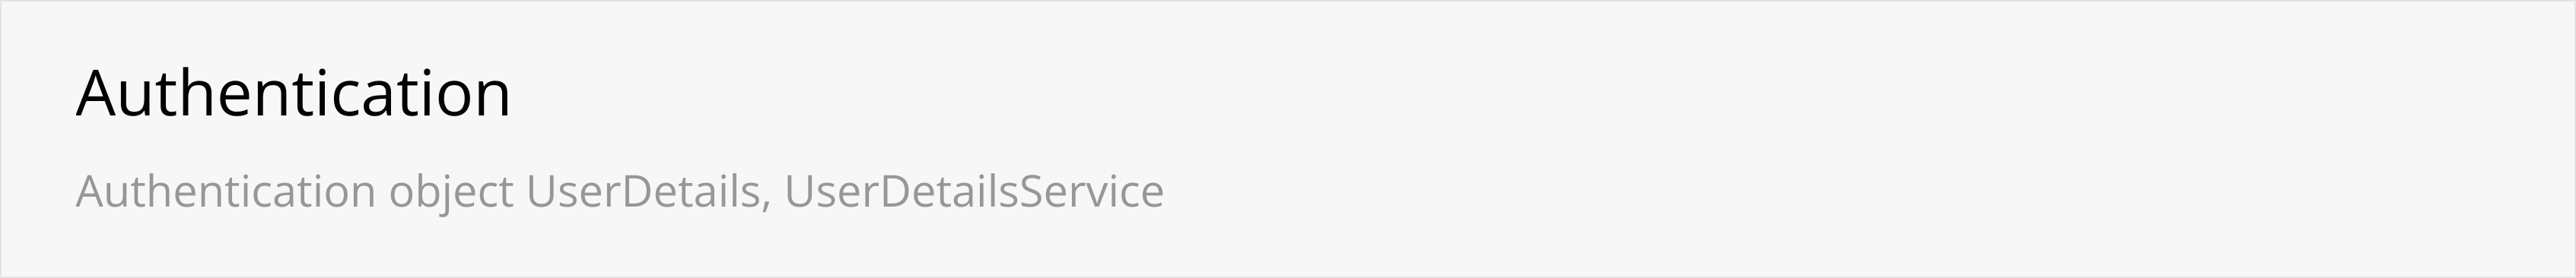 Authentication
Authentication object UserDetails, UserDetailsService